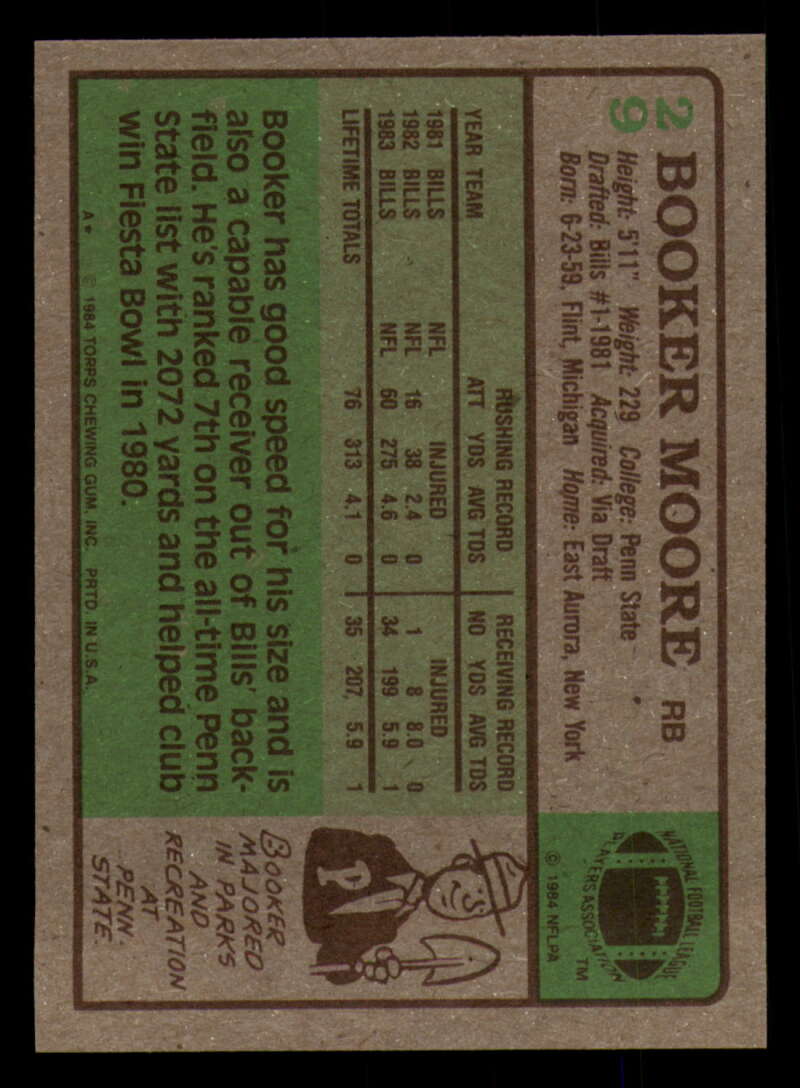 29
BOOKER MOORE RB
Height: 5'11" Weight: 229 College: Penn State
Drafted: Bills #1-1981 Acquired: Via Draft
Born: 6-23-59, Flint, Michigan Home: East Aurora, New York
NATIONAL FOOTBALL LEAGUE
PLAYERS ASSOCIATION
TM
© 1984 NFLPA
RUSHING RECORD RECEIVING RECORD
YEAR TEAM ATT YDS AVG TDS NO YDS AVG TDS
1981 BILLS NFL INJURED INJURED
1982 BILLS NFL 16 38 2.4 0 1 8 8.0 0
1983 BILLS NFL 60 275 4.6 0 34 199 5.9 1
LIFETIME TOTALS 76 313 4.1 0 35 207 5.9 1
Booker has good speed for his size and is
also a capable receiver out of Bills' back-
field. He's ranked 7th on the all-time Penn
State list with 2072 yards and helped club
win Fiesta Bowl in 1980.
A* © 1984 TOPPS CHEWING GUM, INC. PRTD. IN U.S.A.
P
BOOKER
MAJORED
IN PARKS
AND
RECREATION
AT
PENN
STATE.